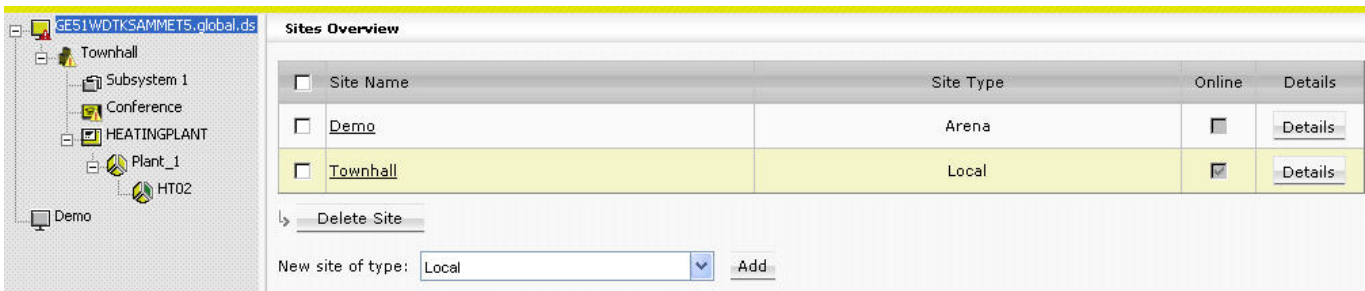 GE51WDTKSAMMET5.global.ds
Townhall
Subsystem 1
Conference
HEATINGPLANT
Plant_1
HT02
Demo
Sites Overview
Site Name Site Type Online Details
Demo Arena Details
Townhall Local Details
Delete Site
New site of type: Local Add